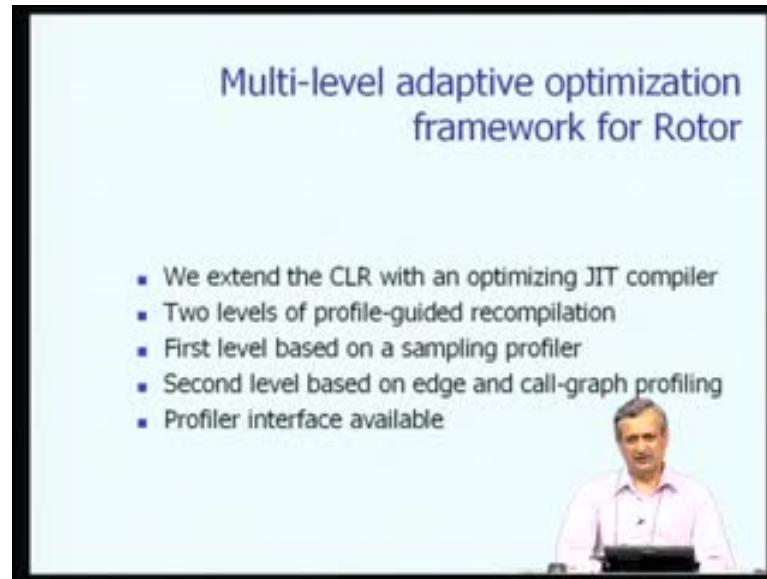 Multi-level adaptive optimization
framework for Rotor
We extend the CLR with an optimizing JIT compiler
Two levels of profile-guided recompilation
First level based on a sampling profiler
Second level based on edge and call-graph profiling
Profiler interface available